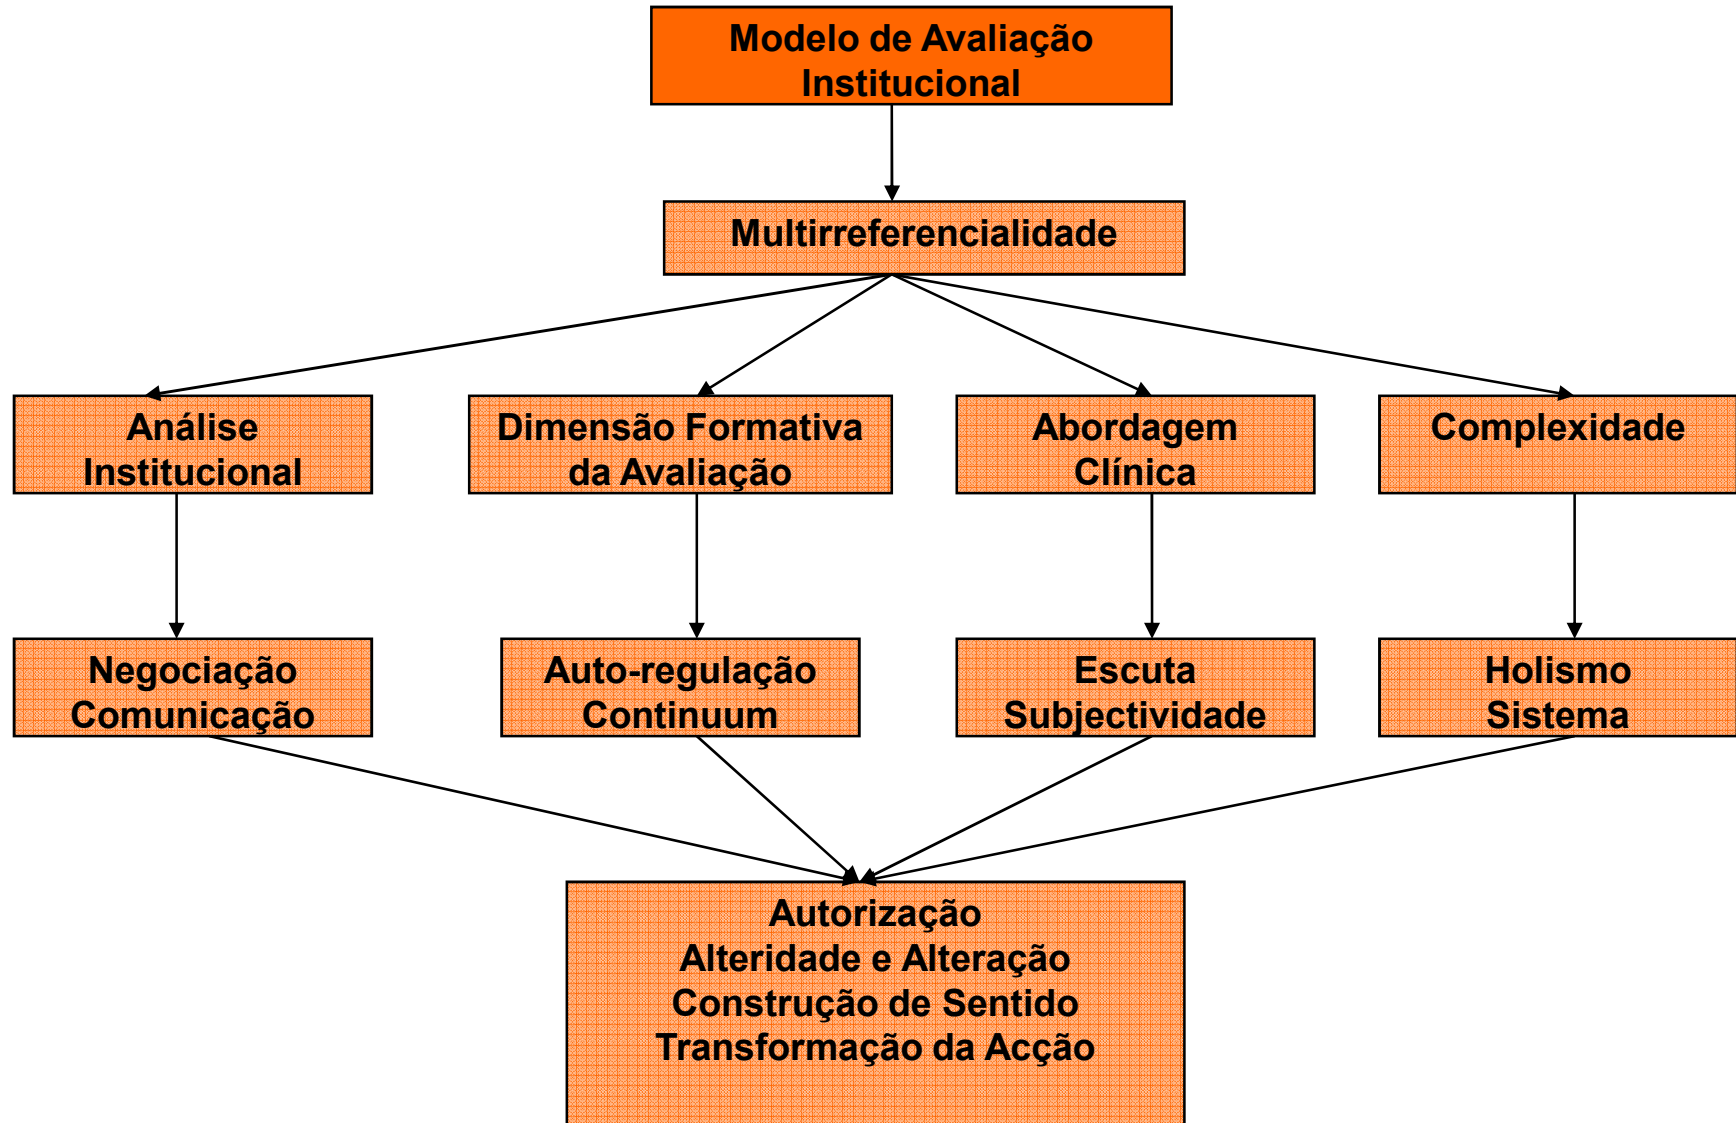 Modelo de Avaliação
Institucional
Multirreferencialidade
Análise
Institucional
Dimensão Formativa
da Avaliação
Abordagem
Clínica
Complexidade
Negociação
Comunicação
Auto-regulação
Continuum
Escuta
Subjectividade
Holismo
Sistema
Autorização
Alteridade e Alteração
Construção de Sentido
Transformação da Acção